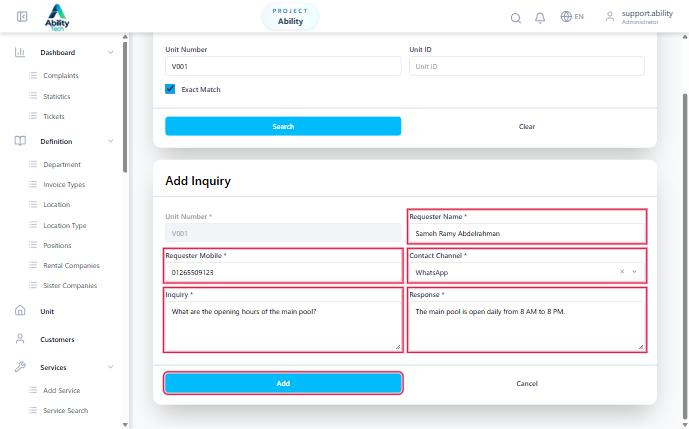 Ability
Tech
PROJECT
Ability
EN
support.ability
Administrator
Dashboard
Complaints
Statistics
Tickets
Definition
Department
Invoice Types
Location
Location Type
Positions
Rental Companies
Sister Companies
Unit
Customers
Services
Add Service
Service Search
Unit Number
Unit ID
V001
Unit ID
Exact Match
Search
Clear
Add Inquiry
Unit Number *
Requester Name *
V001
Sameh Ramy Abdelrahman
Requester Mobile *
Contact Channel *
01265509123
WhatsApp
Inquiry *
Response *
What are the opening hours of the main pool?
The main pool is open daily from 8 AM to 8 PM.
Add
Cancel